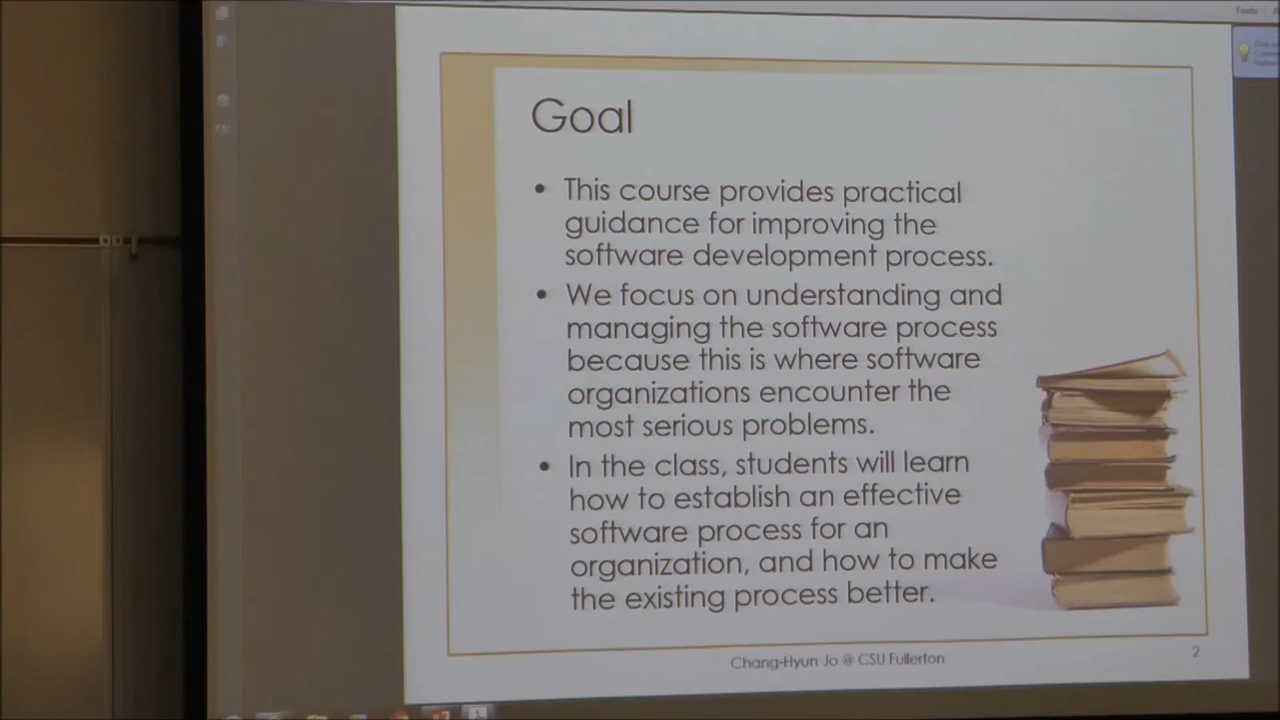 Tools
Goal
• This course provides practical
guidance for improving the
software development process.
• We focus on understanding and
managing the software process
because this is where software
organizations encounter the
most serious problems.
• In the class, students will learn
how to establish an effective
software process for an
organization, and how to make
the existing process better.
Chang-Hyun Jo @ CSU Fullerton
2